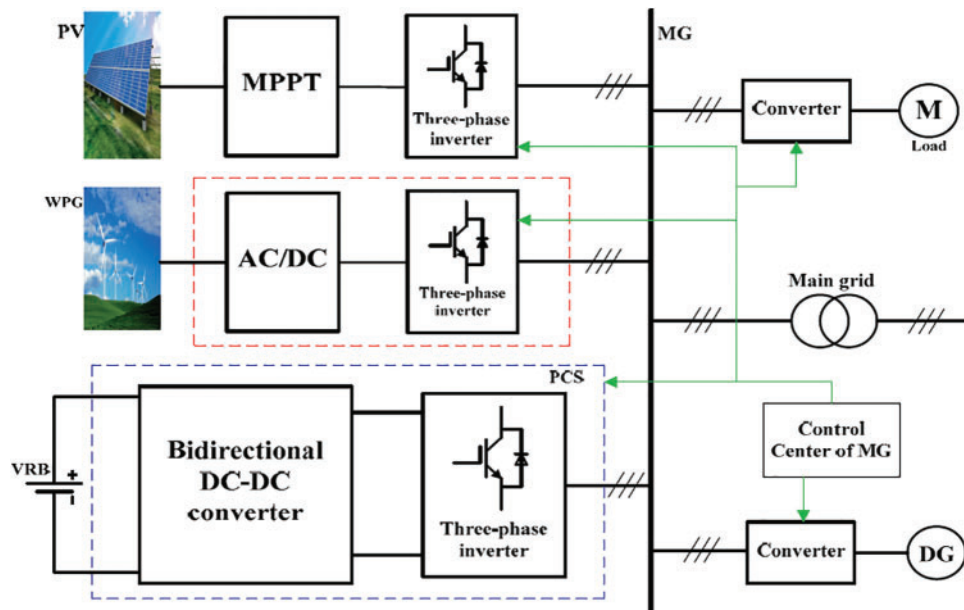 PV
MPPT
Three-phase
inverter
MG
Converter
M
Load
WPG
AC/DC
Three-phase
inverter
Main grid
PCS
VRB
+
-
Bidirectional
DC-DC
converter
Three-phase
inverter
Control
Center of MG
Converter
DG